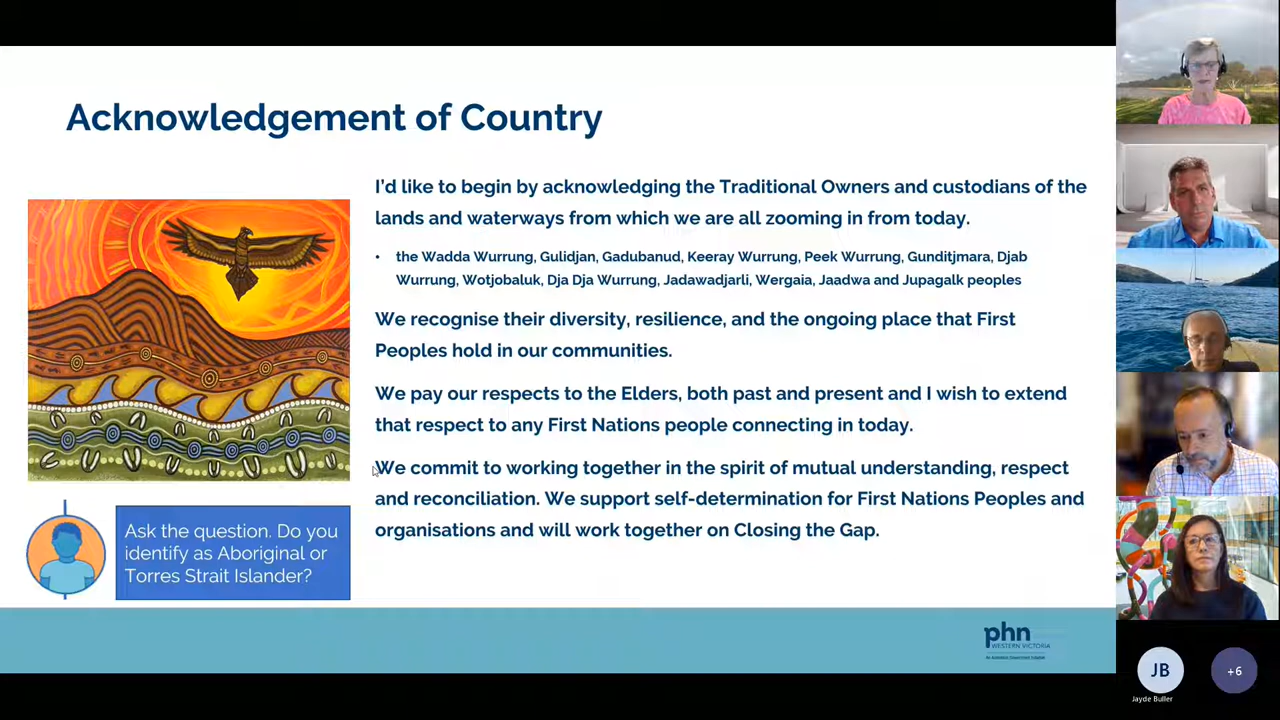 Acknowledgement of Country
I'd like to begin by acknowledging the Traditional Owners and custodians of the
lands and waterways from which we are all zooming in from today.
• the Wadda Wurrung, Gulidjan, Gadubanud, Keeray Wurrung, Peek Wurrung, Gunditjmara, Djab
Wurrung, Wotjobaluk, Dja Dja Wurrung, Jadawadjarli, Wergaia, Jaadwa and Jupagalk peoples
We recognise their diversity, resilience, and the ongoing place that First
Peoples hold in our communities.
We pay our respects to the Elders, both past and present and I wish to extend
that respect to any First Nations people connecting in today.
We commit to working together in the spirit of mutual understanding, respect
and reconciliation. We support self-determination for First Nations Peoples and
organisations and will work together on Closing the Gap.
Ask the question. Do you
identify as Aboriginal or
Torres Strait Islander?
phn
WESTERN VICTORIA
An Australian Government Initiative
JB
+6
Jayde Buller